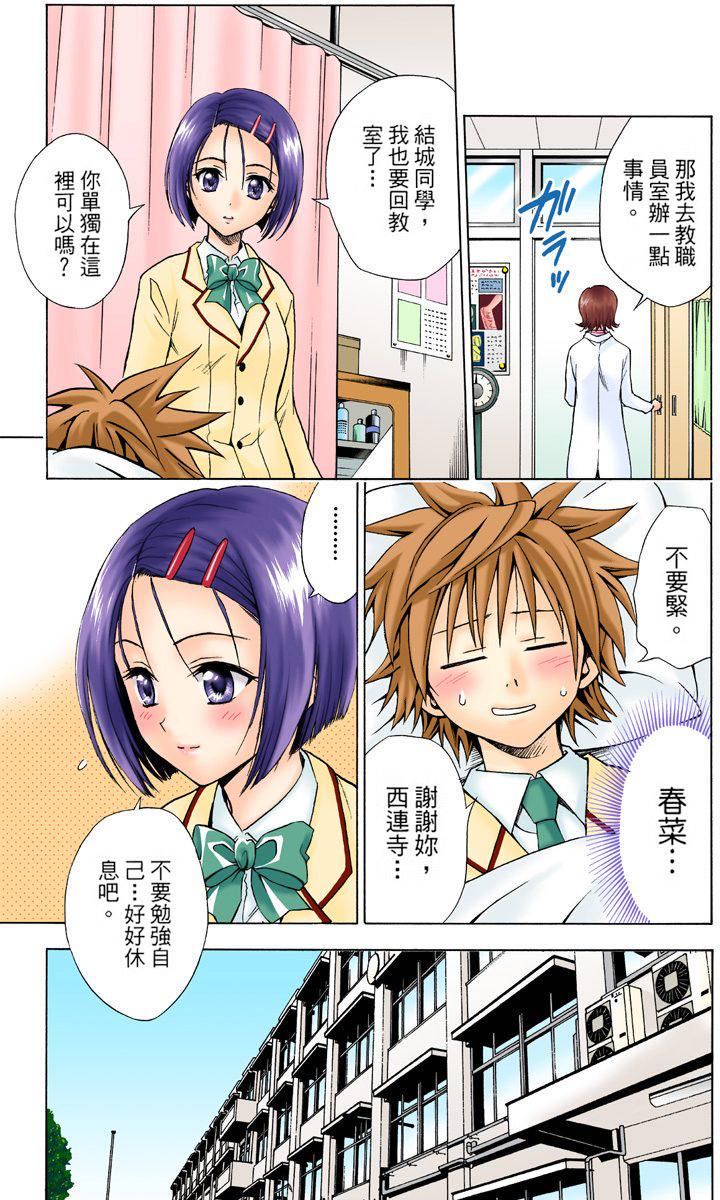 那我去教職
員室辦一點
事情。
ガラッ
結城同學，
我也要回教
室了…
你單獨在這
裡可以嗎？
不要緊。
春菜…
謝謝妳，
西連寺…
………
不要勉強自
己…好好休
息吧。